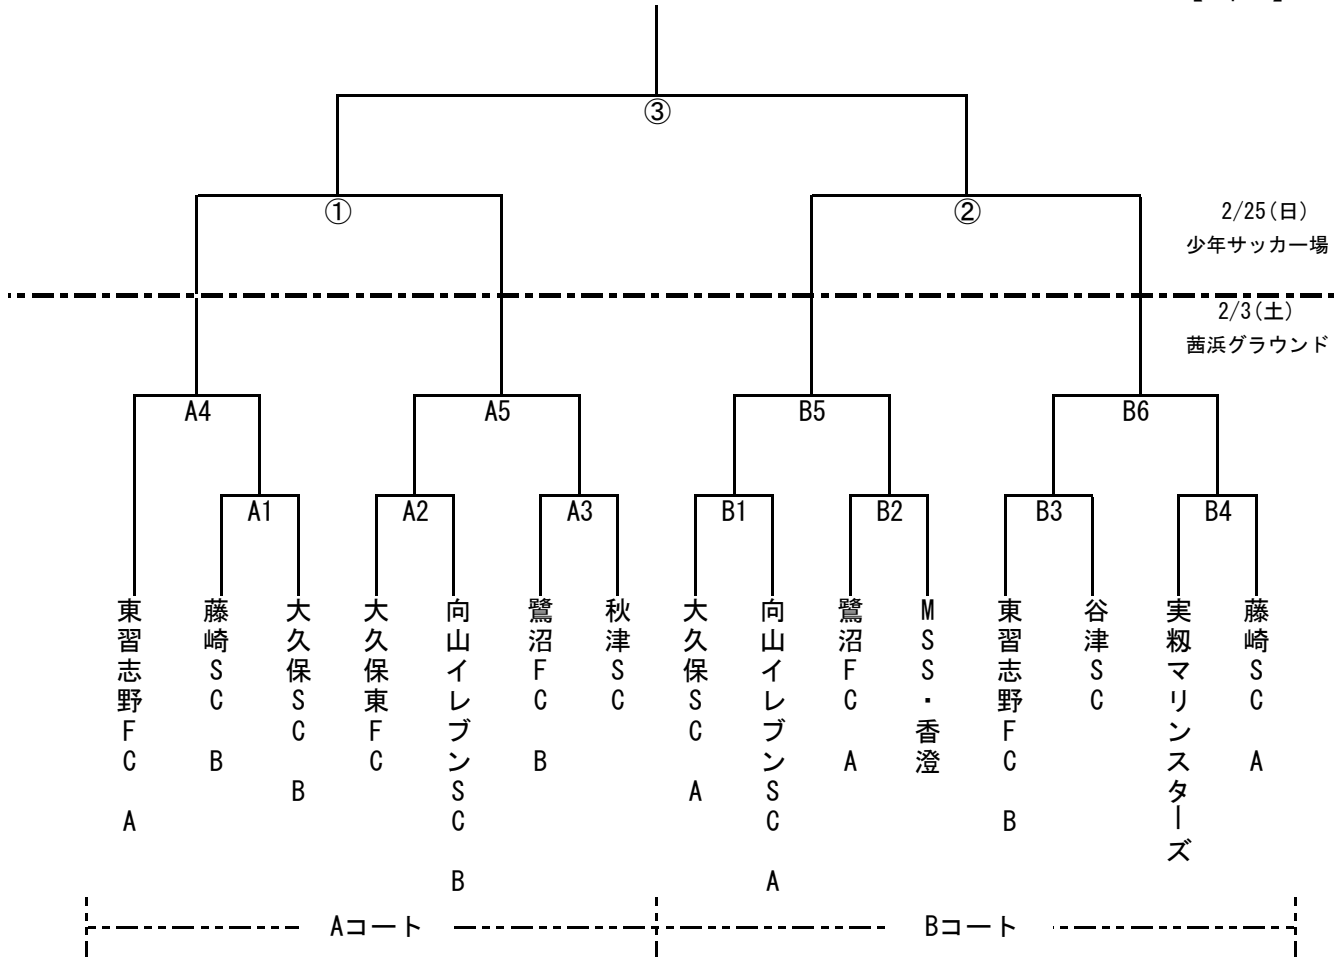 ③
①
②
2/25(日)
少年サッカー場
2/3(土)
茜浜グラウンド
A4
A5
B5
B6
A1
A2
A3
B1
B2
B3
B4
東習志野FC A
藤崎SC B
大久保SC B
大久保東FC
向山イレブンSC B
鷺沼FC B
秋津SC
大久保SC A
向山イレブンSC A
鷺沼FC A
MSS・香澄
東習志野FC B
谷津SC
実籾マリンスターズ
藤崎SC A
Aコート
Bコート